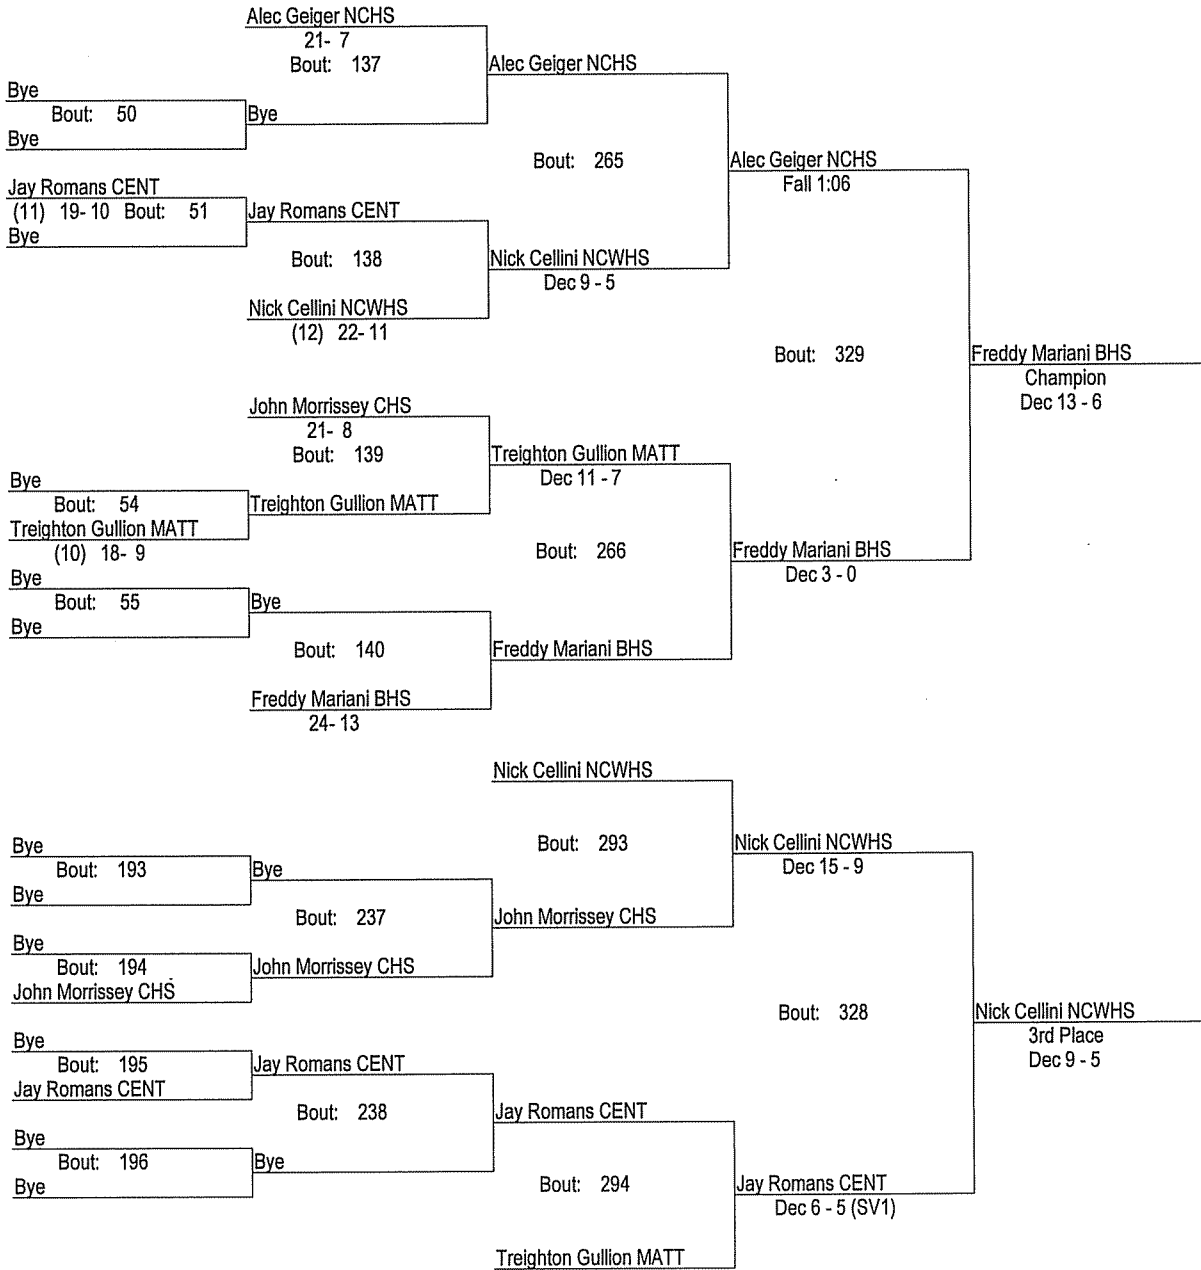 Alec Geiger NCHS
21- 7
Bout: 137
Alec Geiger NCHS
Bye
Bout: 50
Bye
Bye
Bout: 265
Alec Geiger NCHS
Fall 1:06
Jay Romans CENT
(11) 19- 10 Bout: 51
Jay Romans CENT
Bye
Bout: 138
Nick Cellini NCWHS
Dec 9 - 5
Nick Cellini NCWHS
(12) 22- 11
Bout: 329
Freddy Mariani BHS
Champion
Dec 13 - 6
John Morrissey CHS
21- 8
Bout: 139
Treighton Gullion MATT
Dec 11 - 7
Bye
Bout: 54
Treighton Gullion MATT
Treighton Gullion MATT
(10) 18- 9
Bout: 266
Freddy Mariani BHS
Dec 3 - 0
Bye
Bout: 55
Bye
Bye
Bout: 140
Freddy Mariani BHS
Freddy Mariani BHS
24- 13
Nick Cellini NCWHS
Bout: 293
Nick Cellini NCWHS
Dec 15 - 9
Bye
Bout: 193
Bye
Bye
Bout: 237
John Morrissey CHS
Bye
Bout: 194
John Morrissey CHS
John Morrissey CHS
Bout: 328
Nick Cellini NCWHS
3rd Place
Dec 9 - 5
Bye
Bout: 195
Jay Romans CENT
Jay Romans CENT
Bout: 238
Jay Romans CENT
Bye
Bout: 196
Bye
Bye
Bout: 294
Jay Romans CENT
Dec 6 - 5 (SV1)
Treighton Gullion MATT